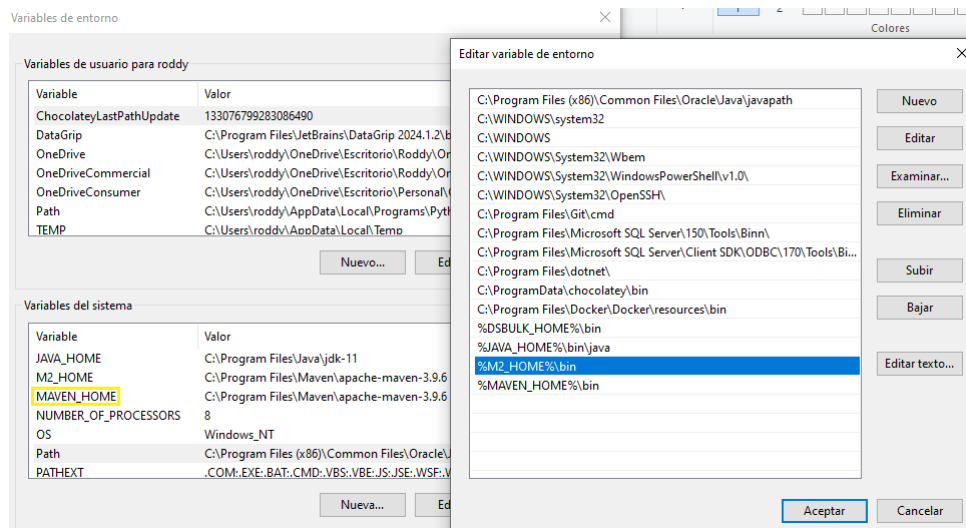 Variables de entorno
Variables de usuario para roddy
Variable Valor
ChocolateyLastPathUpdate 133076799283086490
DataGrip C:\Program Files\JetBrains\DataGrip 2024.1.2\b
OneDrive C:\Users\roddy\OneDrive\Escritorio\Roddy\Or
OneDriveCommercial C:\Users\roddy\OneDrive\Escritorio\Roddy\Or
OneDriveConsumer C:\Users\roddy\OneDrive\Escritorio\Personal\
Path C:\Users\roddy\AppData\Local\Programs\Pyth
TEMP C:\Users\roddy\AppData\Local\Temp
Nuevo... Ed
Variables del sistema
Variable Valor
JAVA_HOME C:\Program Files\Java\jdk-11
M2_HOME C:\Program Files\Maven\apache-maven-3.9.6
MAVEN_HOME C:\Program Files\Maven\apache-maven-3.9.6
NUMBER_OF_PROCESSORS 8
OS Windows_NT
Path C:\Program Files (x86)\Common Files\Oracle\J
PATHEXT .COM;.EXE;.BAT;.CMD;.VBS;.VBE;.JS;.JSE;.WSF;.W
Nueva... Ed
1 2
Colores
Editar variable de entorno
C:\Program Files (x86)\Common Files\Oracle\Java\javapath
C:\WINDOWS\system32
C:\WINDOWS
C:\WINDOWS\System32\Wbem
C:\WINDOWS\System32\WindowsPowerShell\v1.0\
C:\WINDOWS\System32\OpenSSH\
C:\Program Files\Git\cmd
C:\Program Files\Microsoft SQL Server\150\Tools\Binn\
C:\Program Files\Microsoft SQL Server\Client SDK\ODBC\170\Tools\Bi...
C:\Program Files\dotnet\
C:\ProgramData\chocolatey\bin
C:\Program Files\Docker\Docker\resources\bin
%DSBULK_HOME%\bin
%JAVA_HOME%\bin\java
%M2_HOME%\bin
%MAVEN_HOME%\bin
Nuevo
Editar
Examinar...
Eliminar
Subir
Bajar
Editar texto...
Aceptar Cancelar